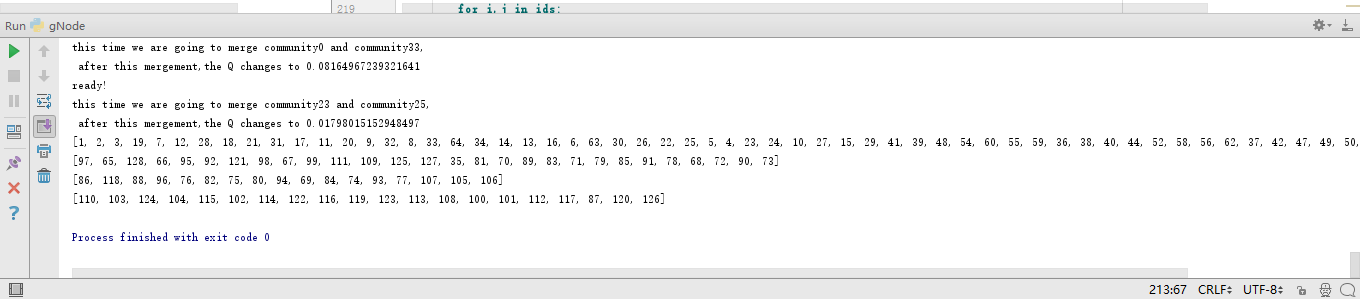 219 for i,j in ids:
Run gNode
this time we are going to merge community0 and community33,
after this mergement,the Q changes to 0.08164967239321641
ready!
this time we are going to merge community23 and community25,
after this mergement,the Q changes to 0.01798015152948497
[1, 2, 3, 19, 7, 12, 28, 18, 21, 31, 17, 11, 20, 9, 32, 8, 33, 64, 34, 14, 13, 16, 6, 63, 30, 26, 22, 25, 5, 4, 23, 24, 10, 27, 15, 29, 41, 39, 48, 54, 60, 55, 59, 36, 38, 40, 44, 52, 58, 56, 62, 37, 42, 47, 49, 50,
[97, 65, 128, 66, 95, 92, 121, 98, 67, 99, 111, 109, 125, 127, 35, 81, 70, 89, 83, 71, 79, 85, 91, 78, 68, 72, 90, 73]
[86, 118, 88, 96, 76, 82, 75, 80, 94, 69, 84, 74, 93, 77, 107, 105, 106]
[110, 103, 124, 104, 115, 102, 114, 122, 116, 119, 123, 113, 108, 100, 101, 112, 117, 87, 120, 126]
Process finished with exit code 0
213:67 CRLF UTF-8